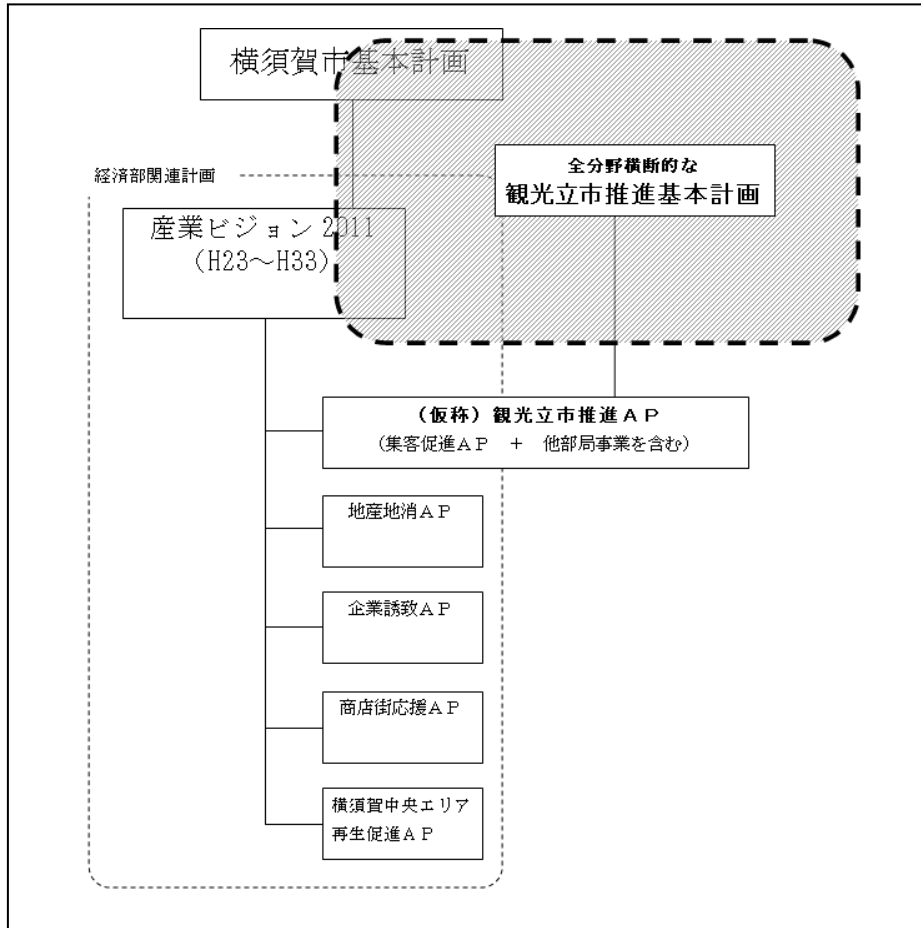 横須賀市基本計画
全分野横断的な
観光立市推進基本計画
経済部関連計画
産業ビジョン2011
（H23～H33）
（仮称）観光立市推進ＡＰ
（集客促進ＡＰ　＋　他部局事業を含む）
地産地消ＡＰ
企業誘致ＡＰ
商店街応援ＡＰ
横須賀中央エリア
再生促進ＡＰ